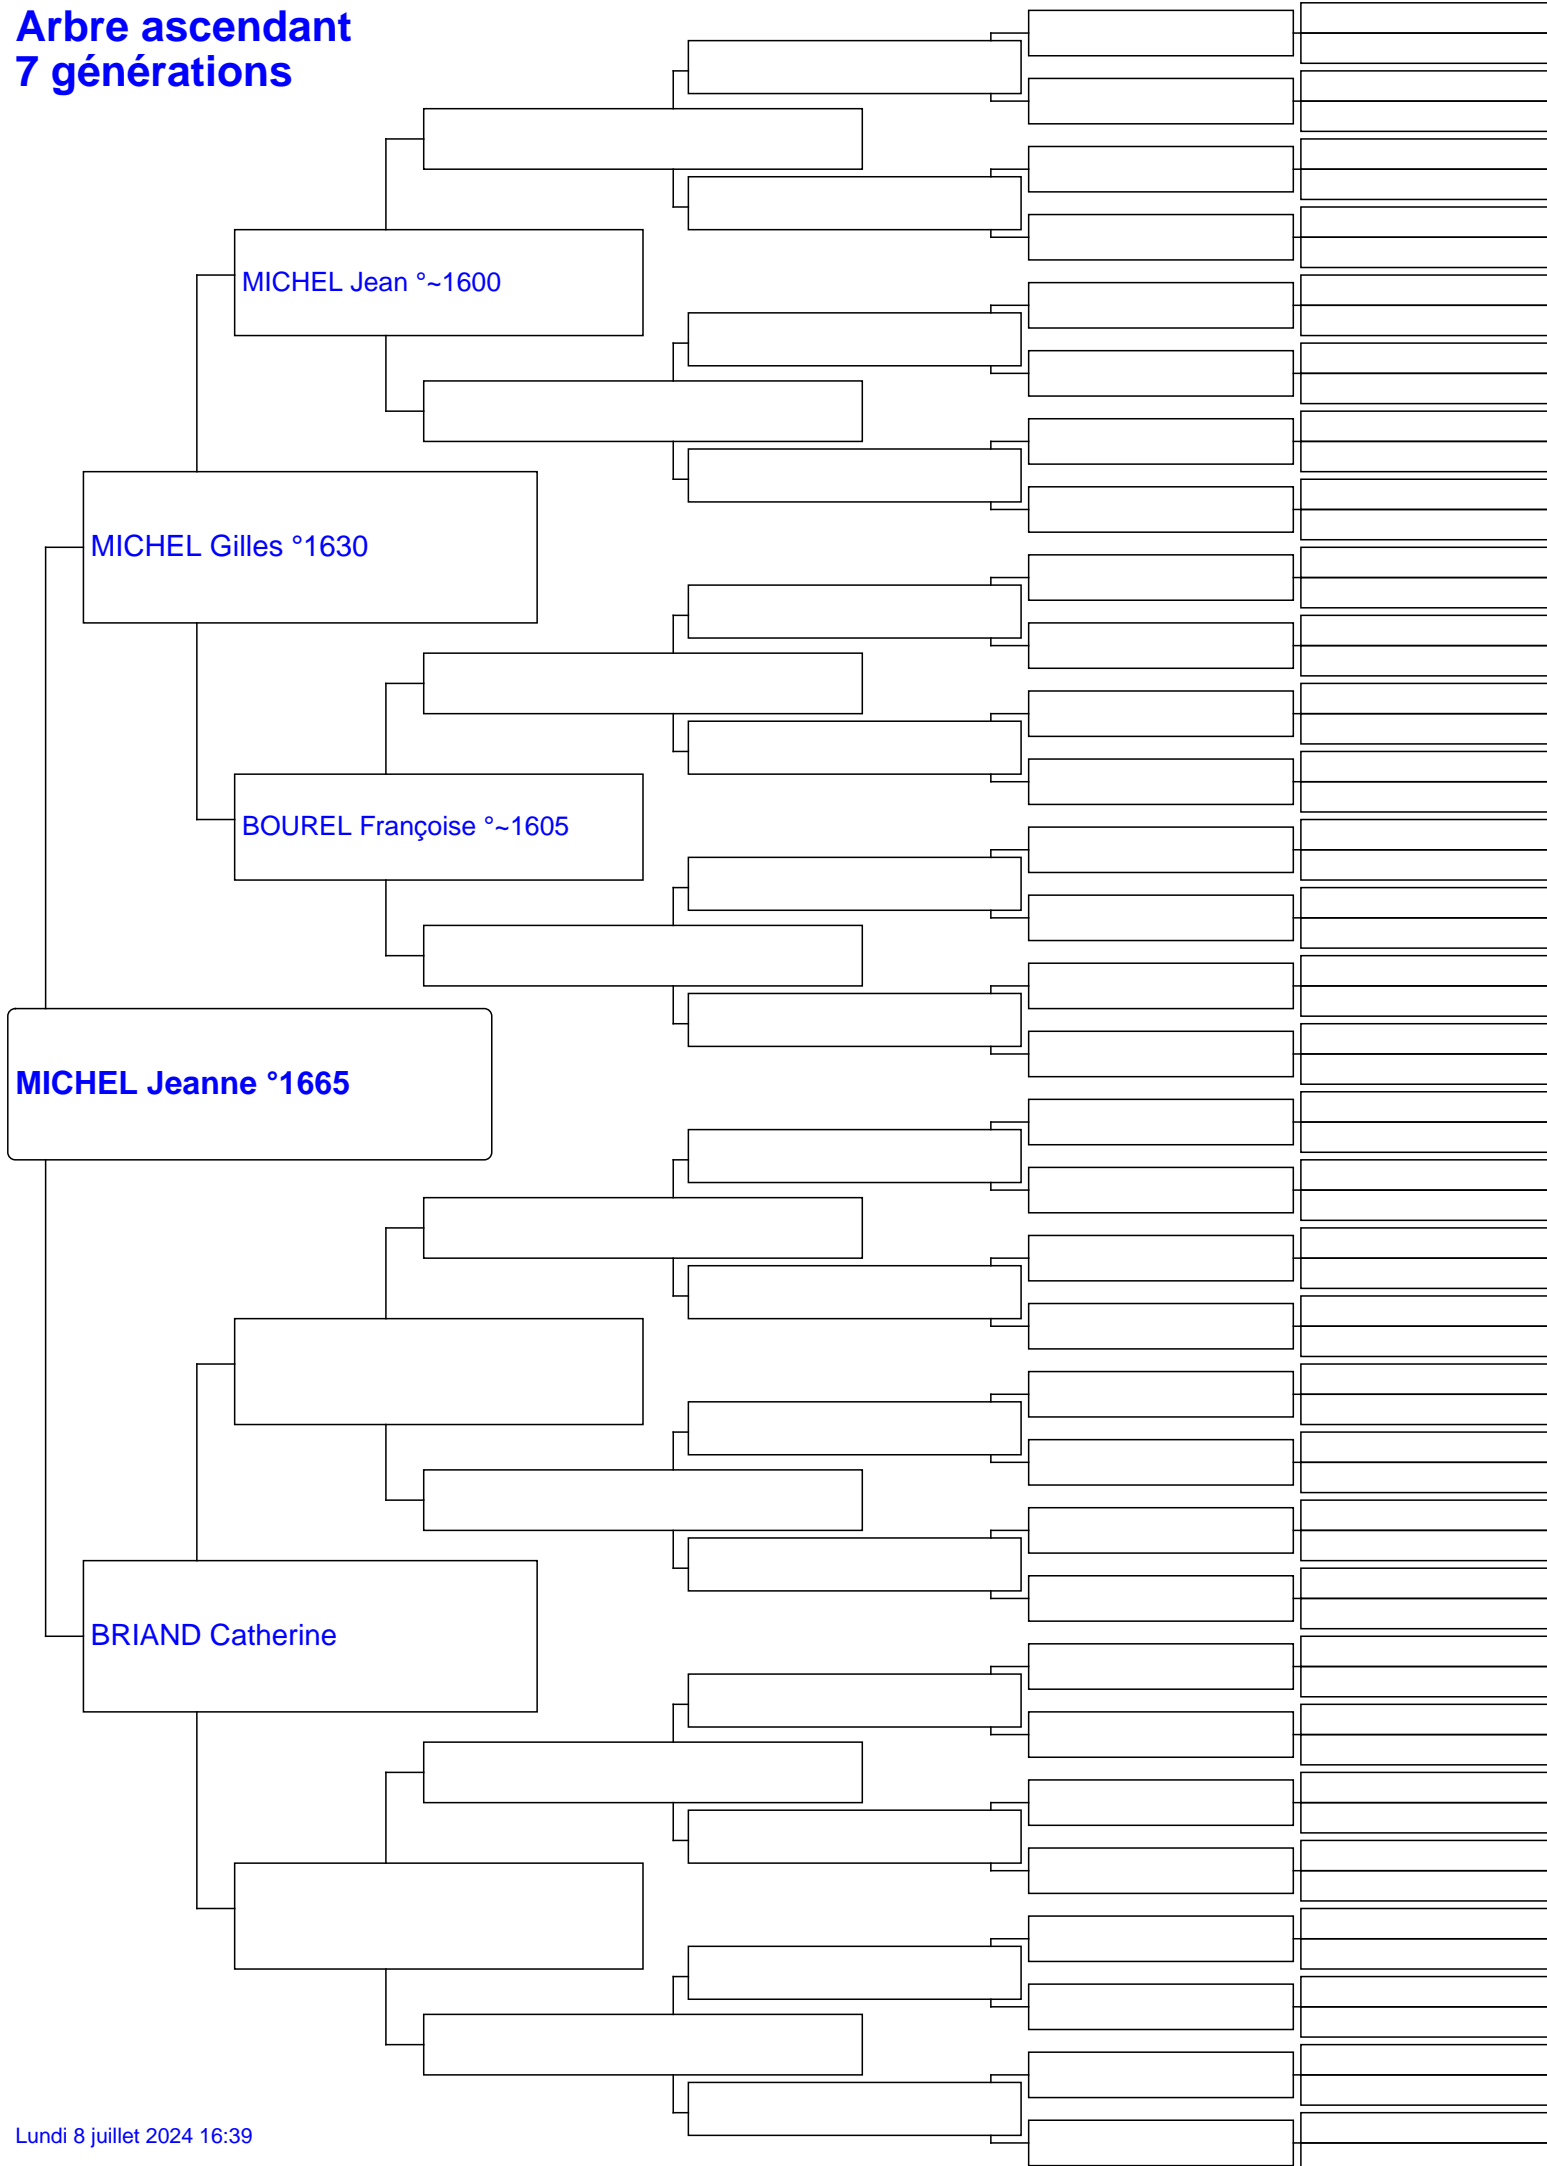 Arbre ascendant
7 générations
MICHEL Jean °~1600
MICHEL Gilles °1630
BOUREL Françoise °~1605
MICHEL Jeanne °1665
BRIAND Catherine
Lundi 8 juillet 2024 16:39